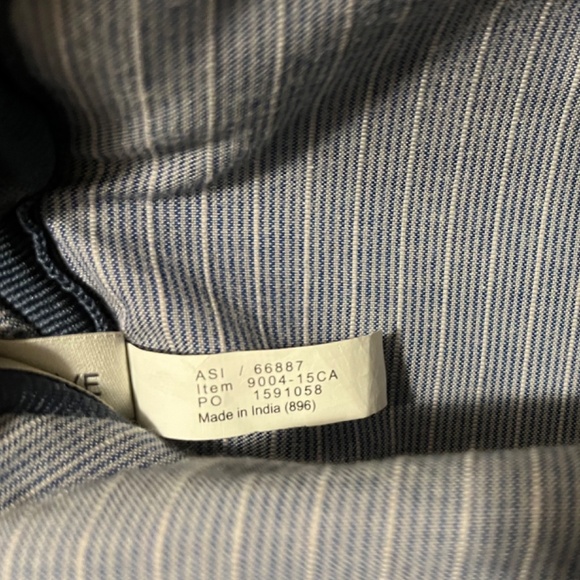 ASI / 66887
Item 9004-15CA
PO 1591058
Made in India (896)